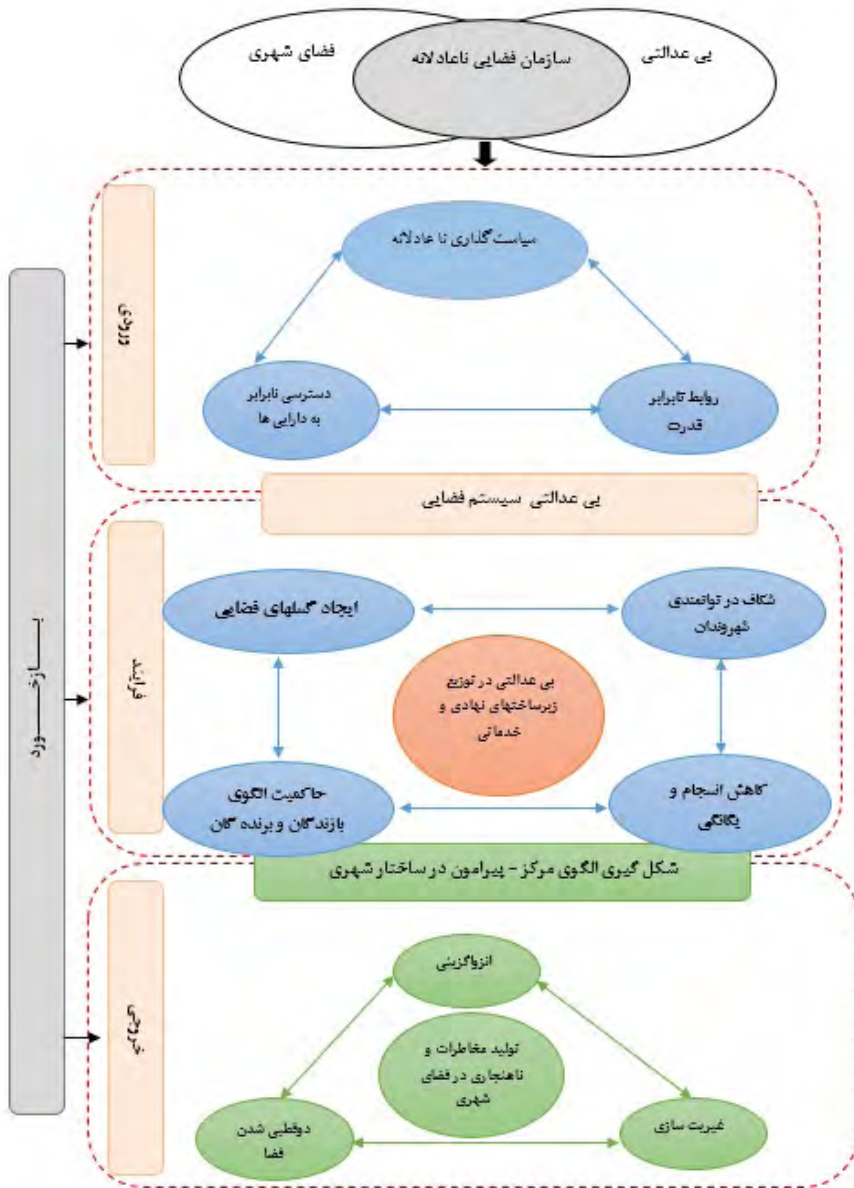 فضای شهری
سازمان فضایی ناعادلانه
بی عدالتی
ورودی
سیاست گذاری نا عادلانه
دسترسی نابرابر
به دارایی ها
روابط نابرابر
قدرت
بی عدالتی سیستم فضایی
بازخورد
فرایند
شکاف در توانمندی
شهروندان
ایجاد گسلهای فضایی
بی عدالتی در توزیع
زیرساختهای نهادی و
خدماتی
کاهش انسجام و
یگانگی
حاکمیت الگوی
بازندگان و برنده گان
شکل گیری الگوی مرکز - پیرامون در ساختار شهری
خروجی
انزواگزینی
تولید مخاطرات و
ناهنجاری در فضای
شهری
غیریت سازی
دوقطبی شدن
فضا